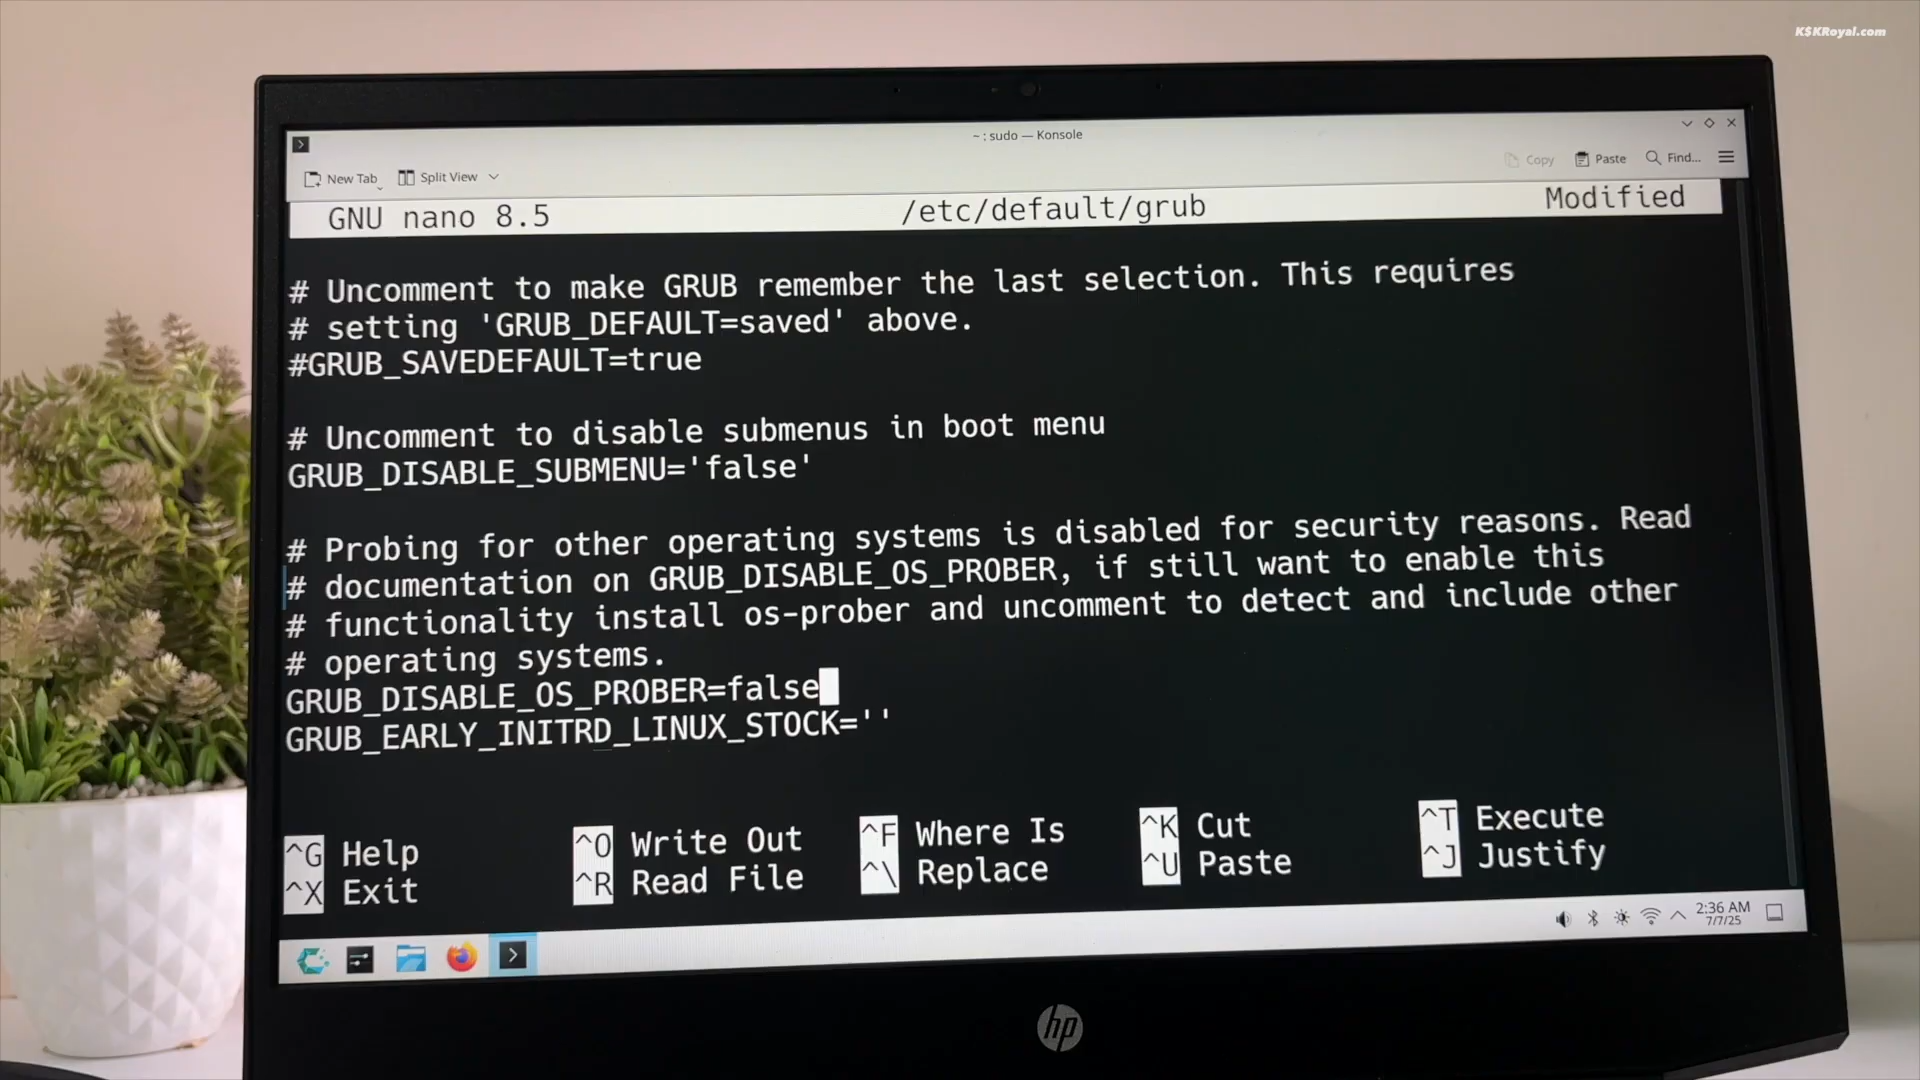 KSKRoyal.com
~ : sudo — Konsole
New Tab
Split View
Copy
Paste
Find...
GNU nano 8.5
/etc/default/grub
Modified
# Uncomment to make GRUB remember the last selection. This requires
# setting 'GRUB_DEFAULT=saved' above.
#GRUB_SAVEDEFAULT=true
# Uncomment to disable submenus in boot menu
GRUB_DISABLE_SUBMENU='false'
# Probing for other operating systems is disabled for security reasons. Read
# documentation on GRUB_DISABLE_OS_PROBER, if still want to enable this
# functionality install os-prober and uncomment to detect and include other
# operating systems.
GRUB_DISABLE_OS_PROBER=false
GRUB_EARLY_INITRD_LINUX_STOCK=''
^G Help
^O Write Out
^F Where Is
^K Cut
^T Execute
^X Exit
^R Read File
^\ Replace
^U Paste
^J Justify
2:36 AM
7/7/25
hp